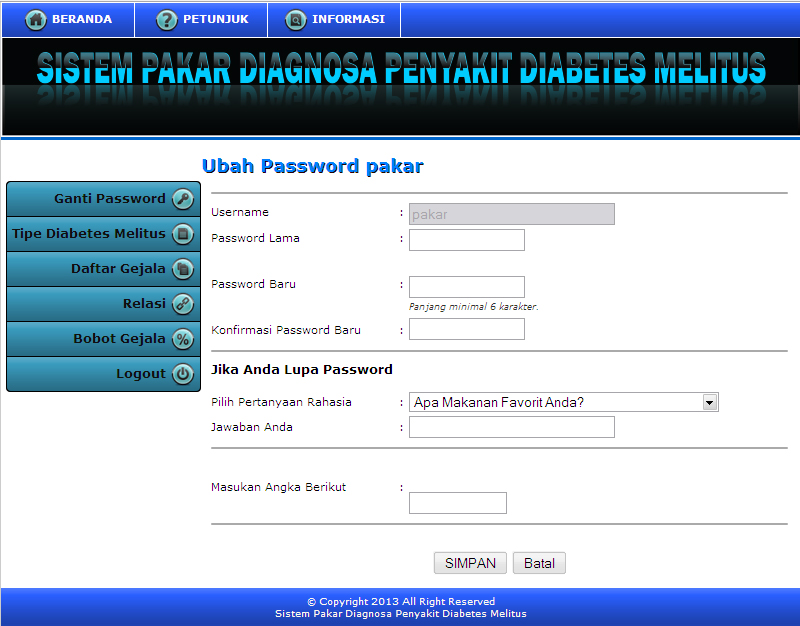 BERANDA PETUNJUK INFORMASI
SISTEM PAKAR DIAGNOSA PENYAKIT DIABETES MELITUS
Ubah Password pakar
Ganti Password
Tipe Diabetes Melitus
Daftar Gejala
Relasi
Bobot Gejala %
Logout
Username : pakar
Password Lama :
Password Baru :
Panjang minimal 6 karakter.
Konfirmasi Password Baru :
Jika Anda Lupa Password
Pilih Pertanyaan Rahasia : Apa Makanan Favorit Anda?
Jawaban Anda :
Masukan Angka Berikut :
SIMPAN Batal
© Copyright 2013 All Right Reserved
Sistem Pakar Diagnosa Penyakit Diabetes Melitus